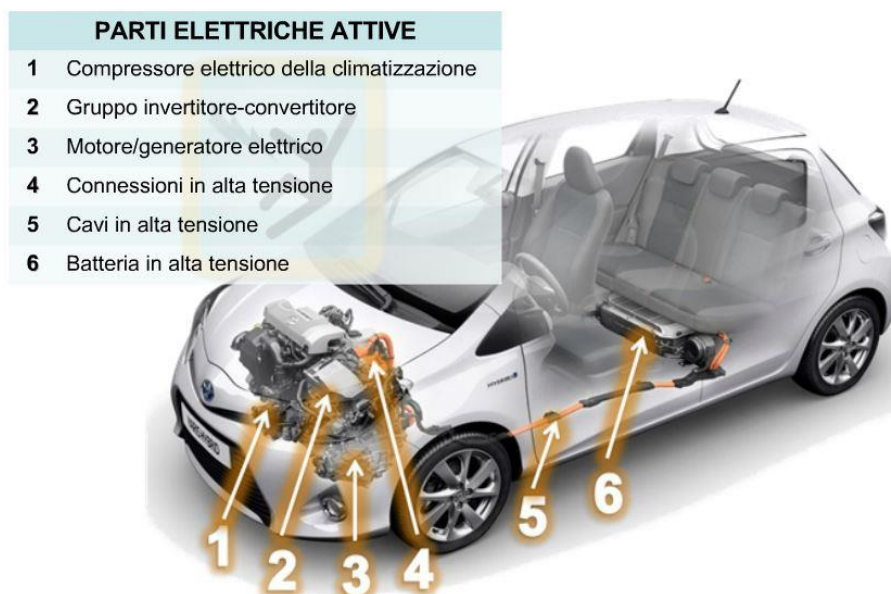 PARTI ELETTRICHE ATTIVE
1 Compressore elettrico della climatizzazione
2 Gruppo invertitore-convertitore
3 Motore/generatore elettrico
4 Connessioni in alta tensione
5 Cavi in alta tensione
6 Batteria in alta tensione
HYBRID
1
2
3
4
5
6